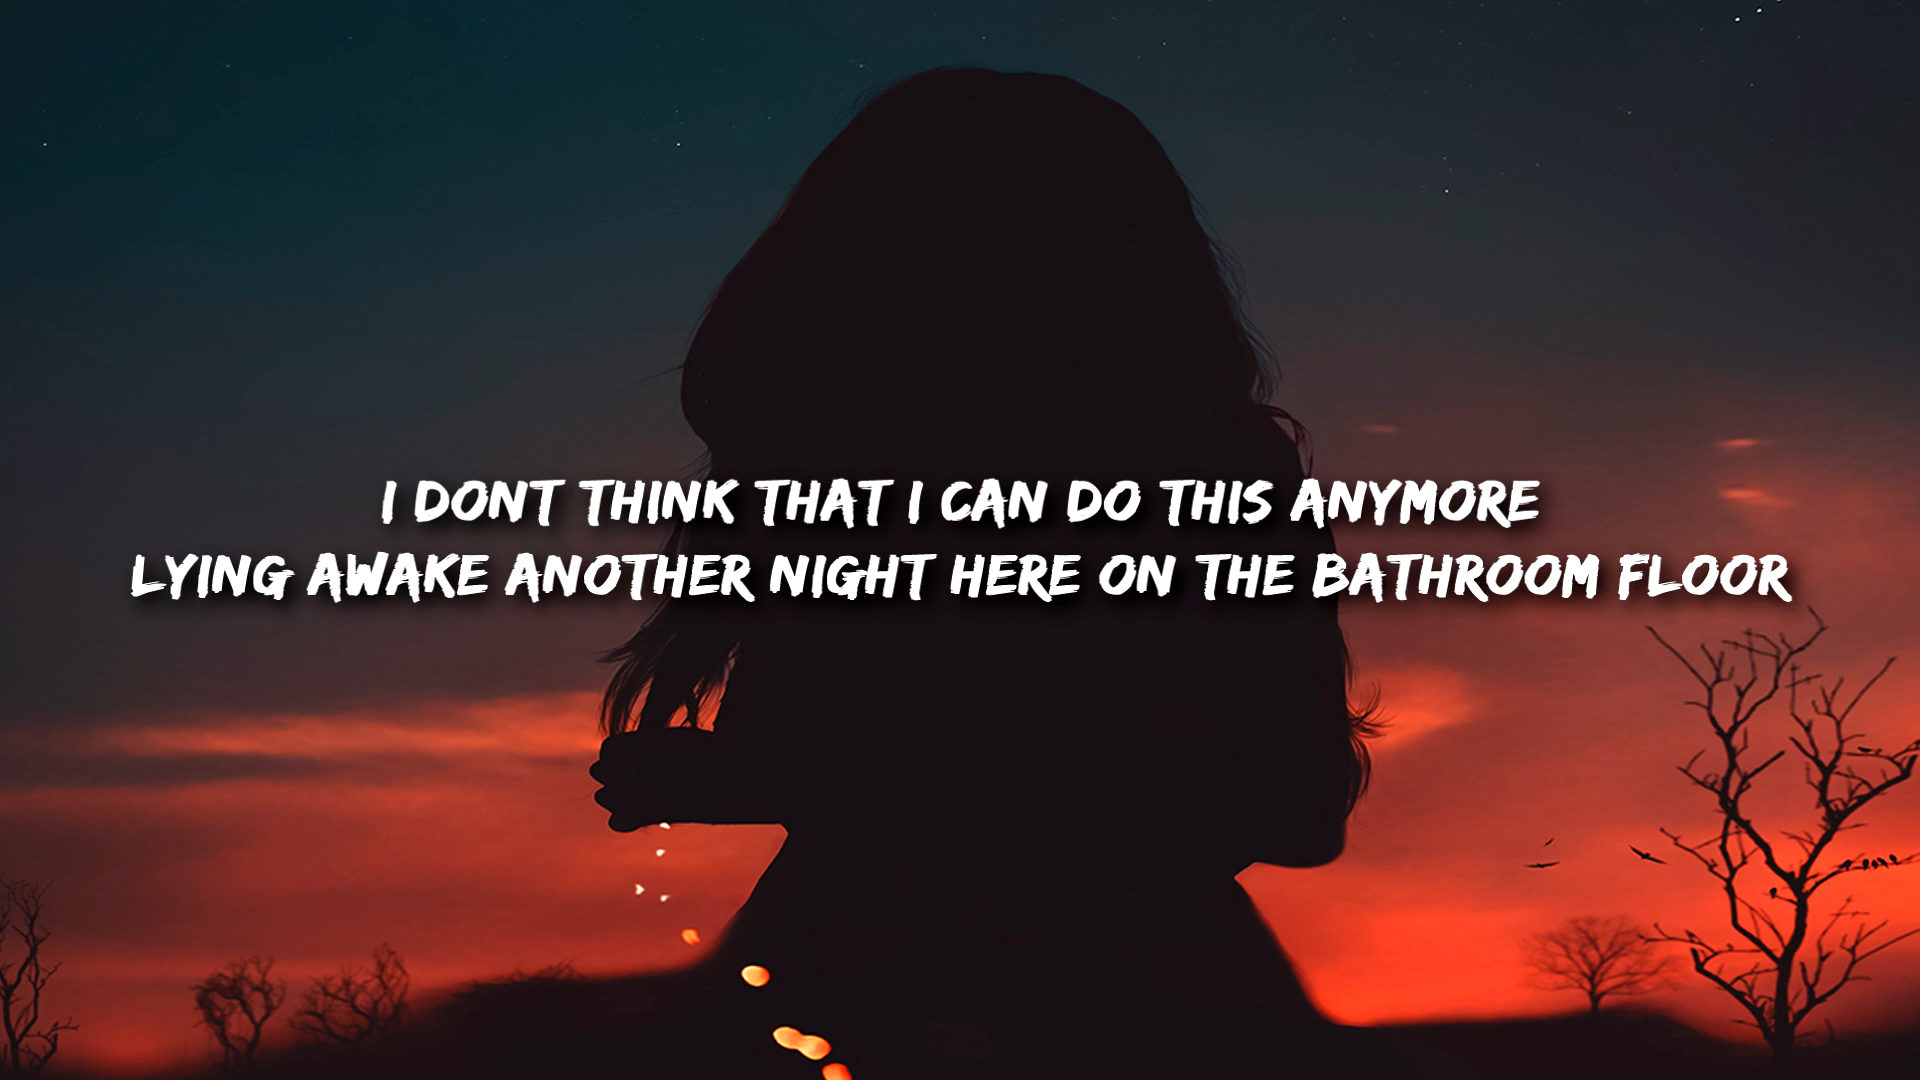 I DONT THINK THAT I CAN DO THIS ANYMORE
LYING AWAKE ANOTHER NIGHT HERE ON THE BATHROOM FLOOR